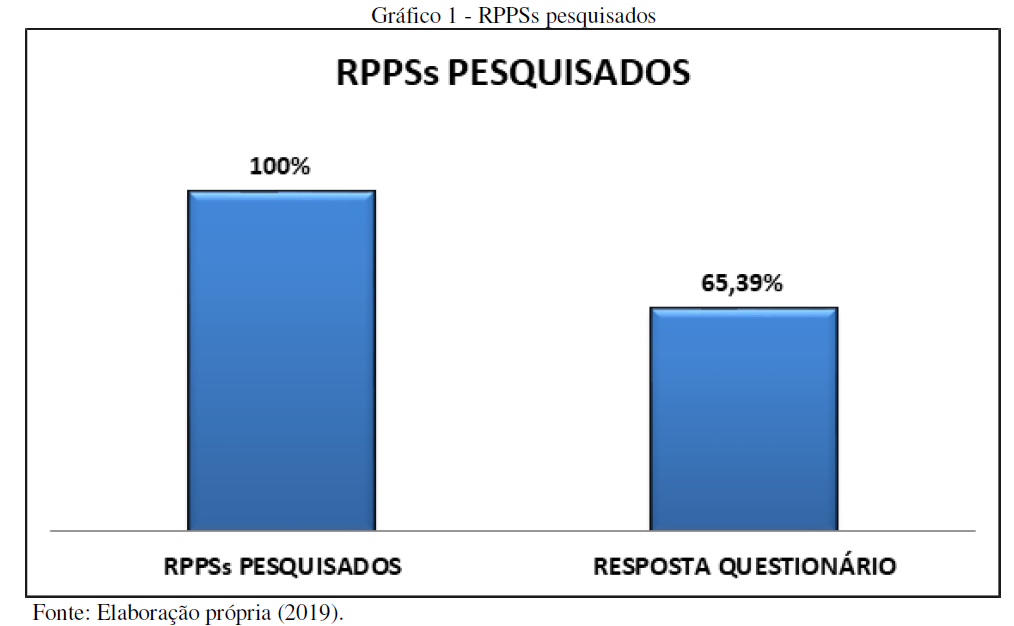 Gráfico 1 - RPPSs pesquisados
RPPSs PESQUISADOS
100%
65,39%
RPPSs PESQUISADOS
RESPOSTA QUESTIONÁRIO
Fonte: Elaboração própria (2019).